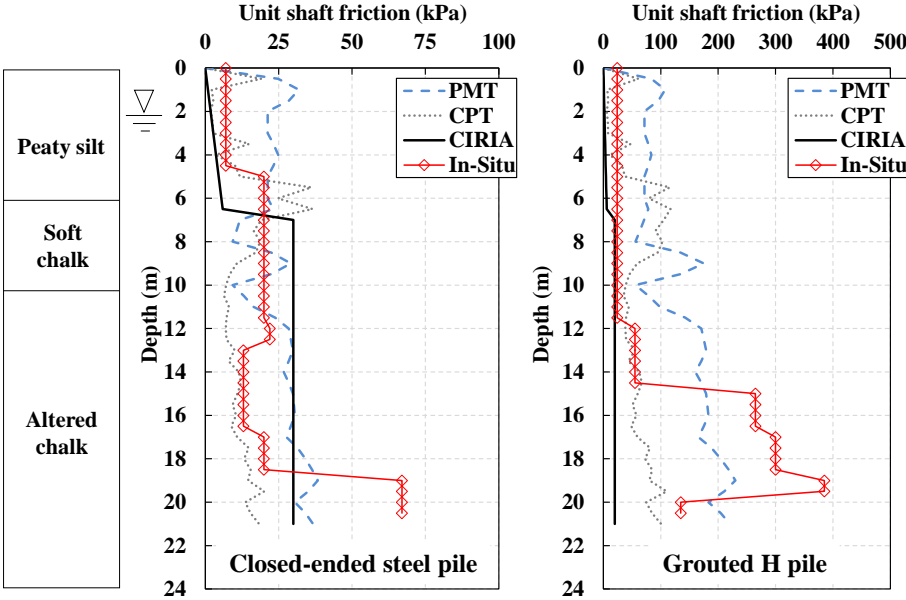 Unit shaft friction (kPa)
0 25 50 75 100
Unit shaft friction (kPa)
0 100 200 300 400 500
Peaty silt
Soft
chalk
Altered
chalk
Depth (m)
0
2
4
6
8
10
12
14
16
18
20
22
24
PMT
CPT
CIRIA
In-Situ
Closed-ended steel pile
Depth (m)
0
2
4
6
8
10
12
14
16
18
20
22
24
PMT
CPT
CIRIA
In-Situ
Grouted H pile